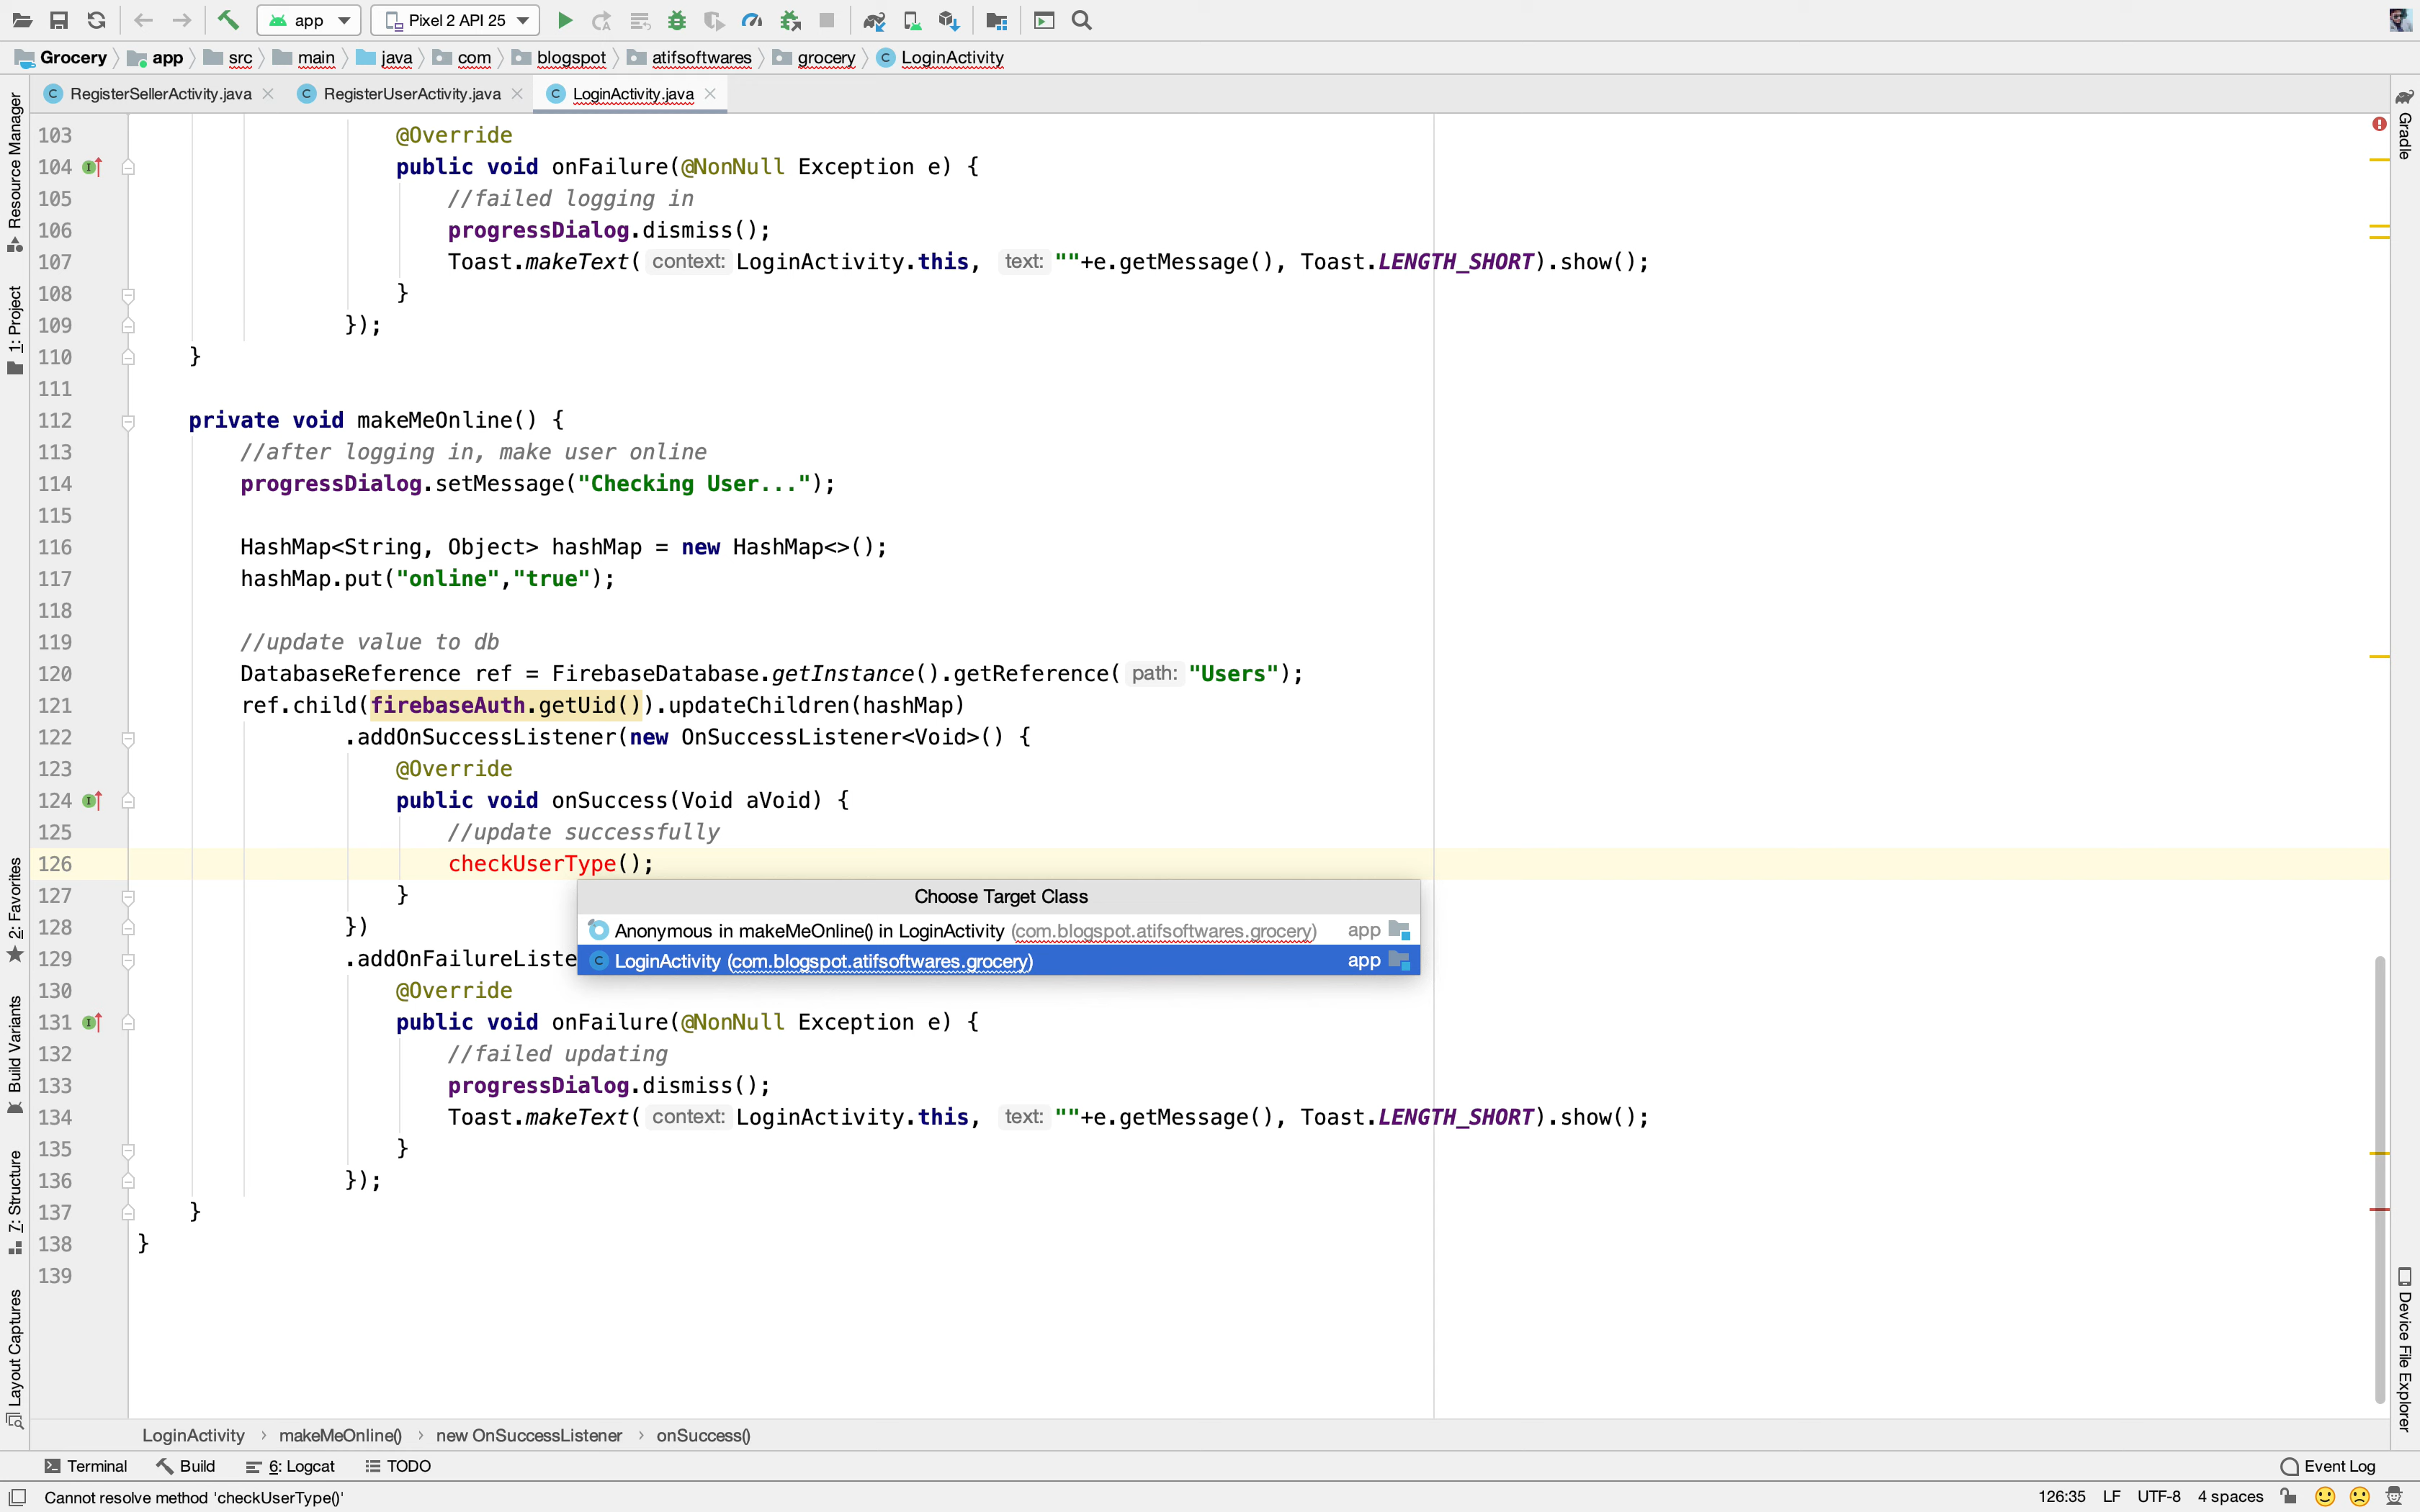 app Pixel 2 API 25
Grocery app src main java com blogspot atifsoftwares grocery LoginActivity
RegisterSellerActivity.java RegisterUserActivity.java LoginActivity.java
Resource Manager
1: Project
2: Favorites
Build Variants
7: Structure
Layout Captures
Gradle
Device File Explorer
103 @Override
104 public void onFailure(@NonNull Exception e) {
105 //failed logging in
106 progressDialog.dismiss();
107 Toast.makeText( context: LoginActivity.this, text: ""+e.getMessage(), Toast.LENGTH_SHORT).show();
108 }
109 });
110 }
111
112 private void makeMeOnline() {
113 //after logging in, make user online
114 progressDialog.setMessage("Checking User...");
115
116 HashMap<String, Object> hashMap = new HashMap<>();
117 hashMap.put("online","true");
118
119 //update value to db
120 DatabaseReference ref = FirebaseDatabase.getInstance().getReference( path: "Users");
121 ref.child(firebaseAuth.getUid()).updateChildren(hashMap)
122 .addOnSuccessListener(new OnSuccessListener<Void>() {
123 @Override
124 public void onSuccess(Void aVoid) {
125 //update successfully
126 checkUserType();
127 }
Choose Target Class
128 })
Anonymous in makeMeOnline() in LoginActivity (com.blogspot.atifsoftwares.grocery) app
129 .addOnFailureListe
LoginActivity (com.blogspot.atifsoftwares.grocery) app
130 @Override
131 public void onFailure(@NonNull Exception e) {
132 //failed updating
133 progressDialog.dismiss();
134 Toast.makeText( context: LoginActivity.this, text: ""+e.getMessage(), Toast.LENGTH_SHORT).show();
135 }
136 });
137 }
138 }
139
LoginActivity › makeMeOnline() › new OnSuccessListener › onSuccess()
Terminal Build 6: Logcat TODO Event Log
Cannot resolve method 'checkUserType()' 126:35 LF UTF-8 4 spaces